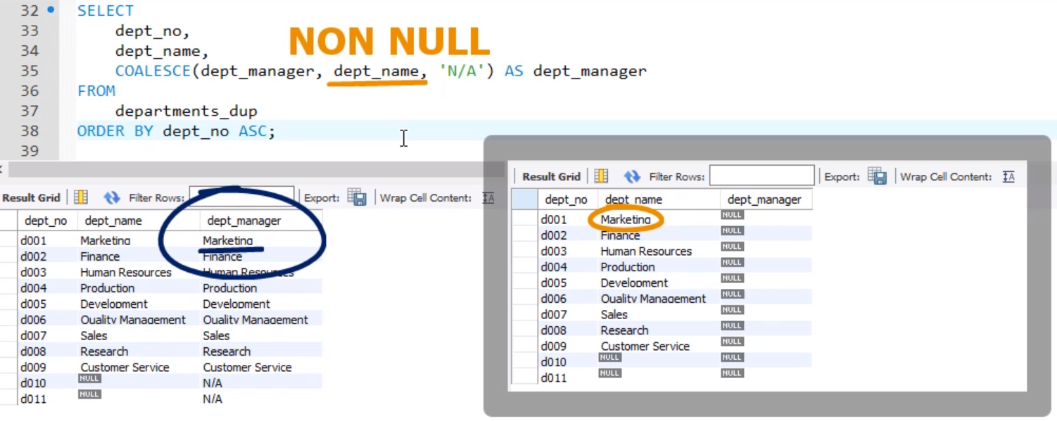 32 SELECT
33 dept_no,
NON NULL
34 dept_name,
35 COALESCE(dept_manager, dept_name, 'N/A') AS dept_manager
36 FROM
37 departments_dup
38 ORDER BY dept_no ASC;
39
Result Grid Filter Rows: Export: Wrap Cell Content: IA
dept_no dept_name dept_manager
d001 Marketing Marketing
d002 Finance Finance
d003 Human Resources Human Resources
d004 Production Production
d005 Development Development
d006 Quality Management Quality Management
d007 Sales Sales
d008 Research Research
d009 Customer Service Customer Service
d010 NULL N/A
d011 NULL N/A
Result Grid Filter Rows: Export: Wrap Cell Content: IA
dept_no dept_name dept_manager
d001 Marketing NULL
d002 Finance NULL
d003 Human Resources NULL
d004 Production NULL
d005 Development NULL
d006 Quality Management NULL
d007 Sales NULL
d008 Research NULL
d009 Customer Service NULL
d010 NULL NULL
d011 NULL NULL